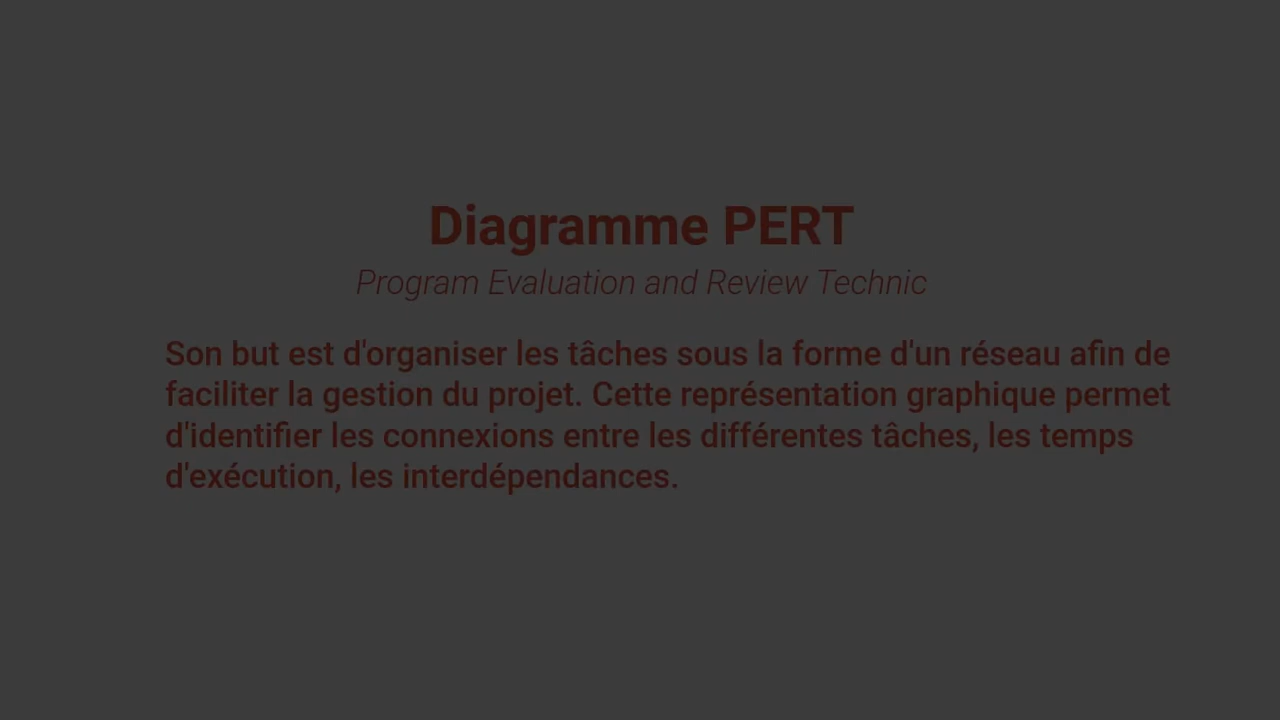 Diagramme PERT
Program Evaluation and Review Technic
Son but est d'organiser les tâches sous la forme d'un réseau afin de
faciliter la gestion du projet. Cette représentation graphique permet
d'identifier les connexions entre les différentes tâches, les temps
d'exécution, les interdépendances.